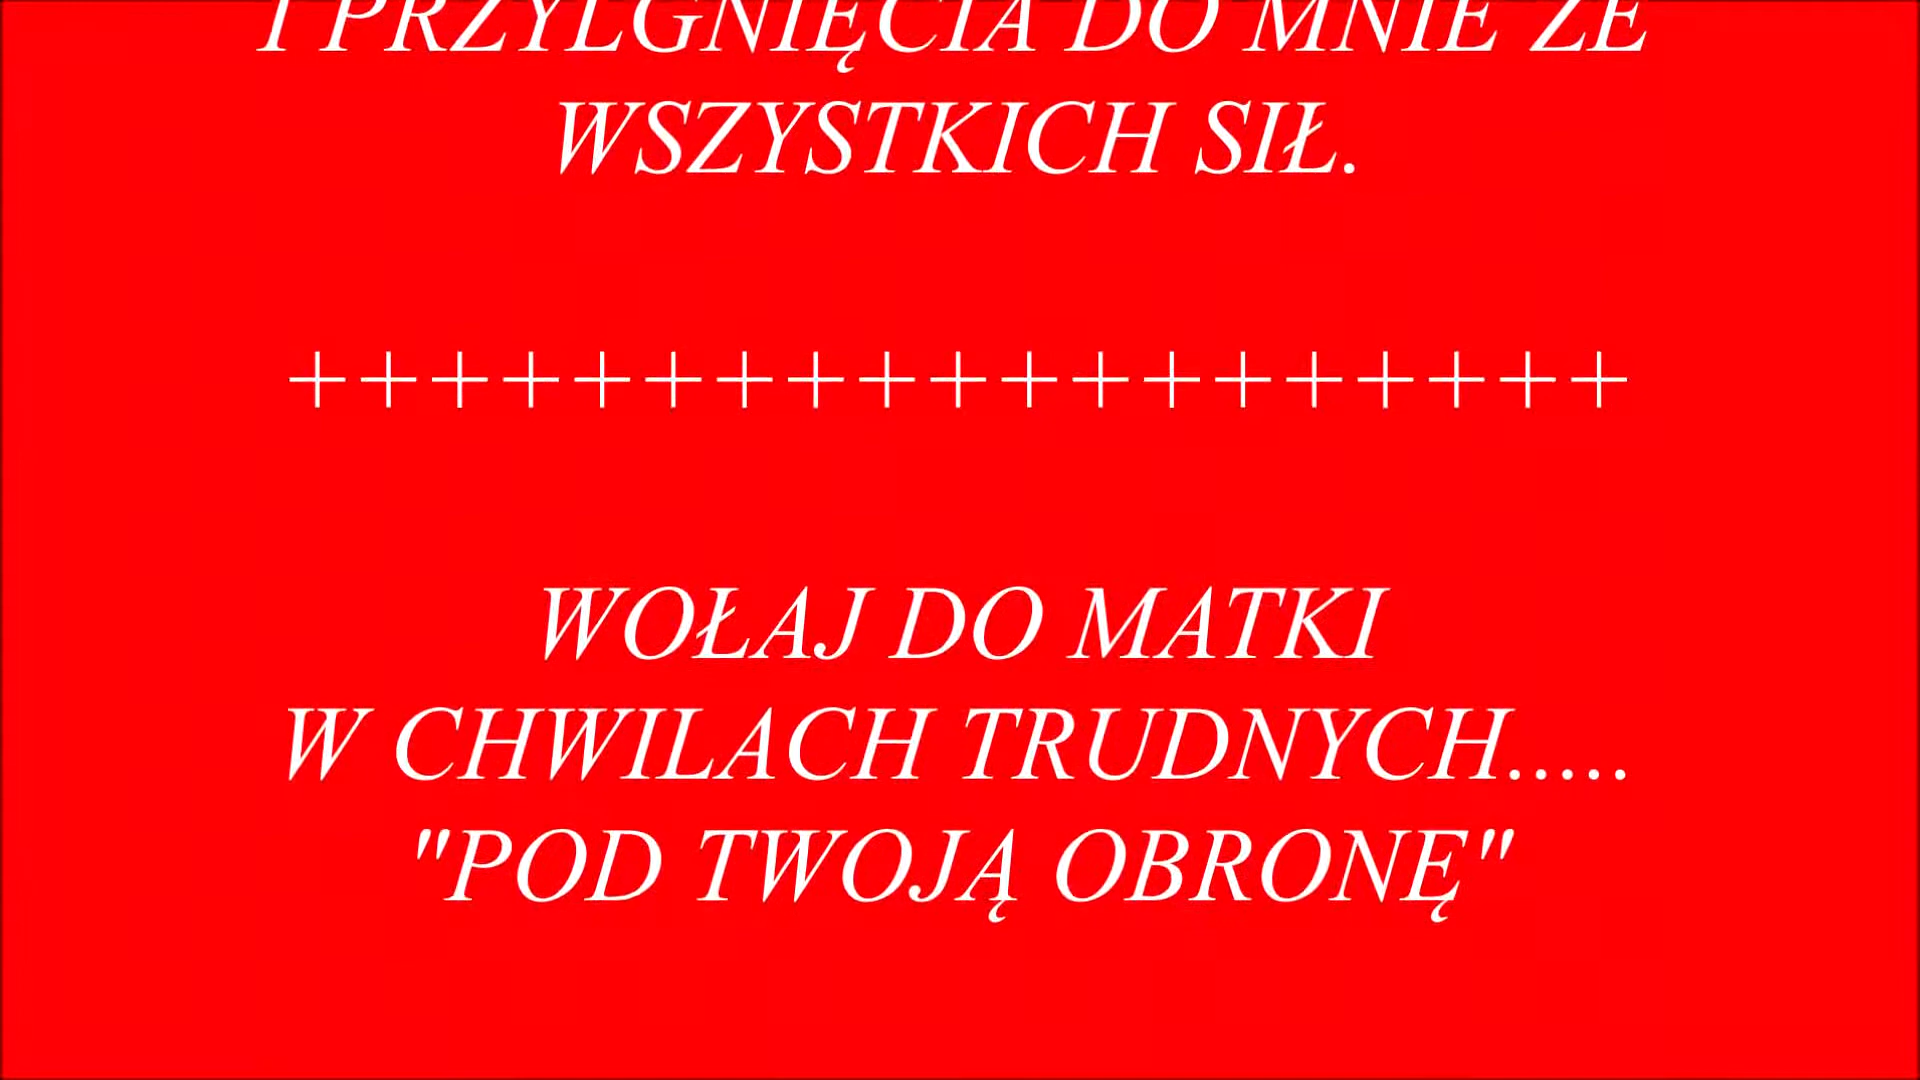 I PRZYLGNIĘCIA DO MNIE ZE
WSZYSTKICH SIŁ.
+++++++++++++++++++
WOŁAJ DO MATKI
W CHWILACH TRUDNYCH.....
"POD TWOJĄ OBRONĘ"